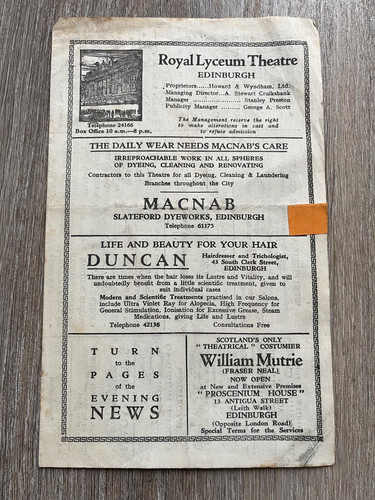 Royal Lyceum Theatre
EDINBURGH
Proprietors......Howard & Wyndham, Ltd.
Managing Director...A. Stewart Cruikshank
Manager ............ Stanley Preston
Publicity Manager ........ George A. Scott
The Management reserve the right
to make alterations in cast and
to refuse admission
Telephone 24166
Box Office 10 a.m.—8 p.m.
THE DAILY WEAR NEEDS MACNAB'S CARE
IRREPROACHABLE WORK IN ALL SPHERES
OF DYEING, CLEANING AND RENOVATING
Contractors to this Theatre for all Dyeing, Cleaning & Laundering
Branches throughout the City
MACNAB
SLATEFORD DYEWORKS, EDINBURGH
Telephone 61175
LIFE AND BEAUTY FOR YOUR HAIR
DUNCAN
Hairdresser and Trichologist,
43 South Clerk Street,
EDINBURGH
There are times when the hair loses its Lustre and Vitality, and will
undoubtedly benefit from a little scientific treatment, given to
suit individual cases
Modern and Scientific Treatments practised in our Salons,
include Ultra Violet Ray for Alopecia, High Frequency for
General Stimulation, Ionisation for Excessive Grease, Steam
Medications, giving Life and Lustre
Telephone 42136
Consultations Free
TURN
to the
PAGES
of the
EVENING
NEWS
SCOTLAND'S ONLY
"THEATRICAL" COSTUMIER
William Mutrie
(FRASER NEAL)
NOW OPEN
at New and Extensive Premises
"PROSCENIUM HOUSE"
13 ANTIGUA STREET
(Leith Walk)
EDINBURGH
(Opposite London Road)
Special Terms for the Services